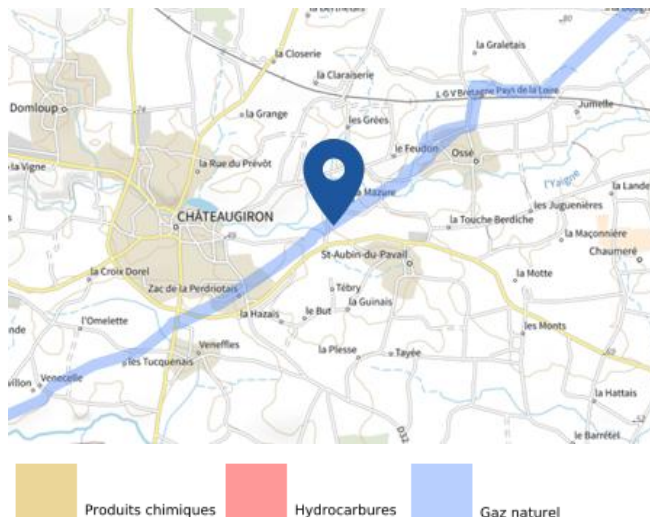 la Graletais
la Closerie
la Claraiserie
L G V Bretagne Pays de la Loire
Domloup
la Grange
Jumelle
les Grées
le Feudon
Ossé
la Vigne
la Rue du Prévôt
l'Yaigne
la Mazure
la Lande
les Juguenières
CHÂTEAUGIRON
la Touche Berdiche
49
la Maçonnière
St-Aubin-du-Pavail
Chaumeré
la Croix Dorel
la Motte
Zac de la Perdriotais
Tébry
la Guinais
l'Omelette
la Hazais
le But
les Monts
Veneffles
la Plesse
Tayée
les Tucquenais
Venecelle
la Hattais
D32
52
le Barrétel
Produits chimiques
Hydrocarbures
Gaz naturel